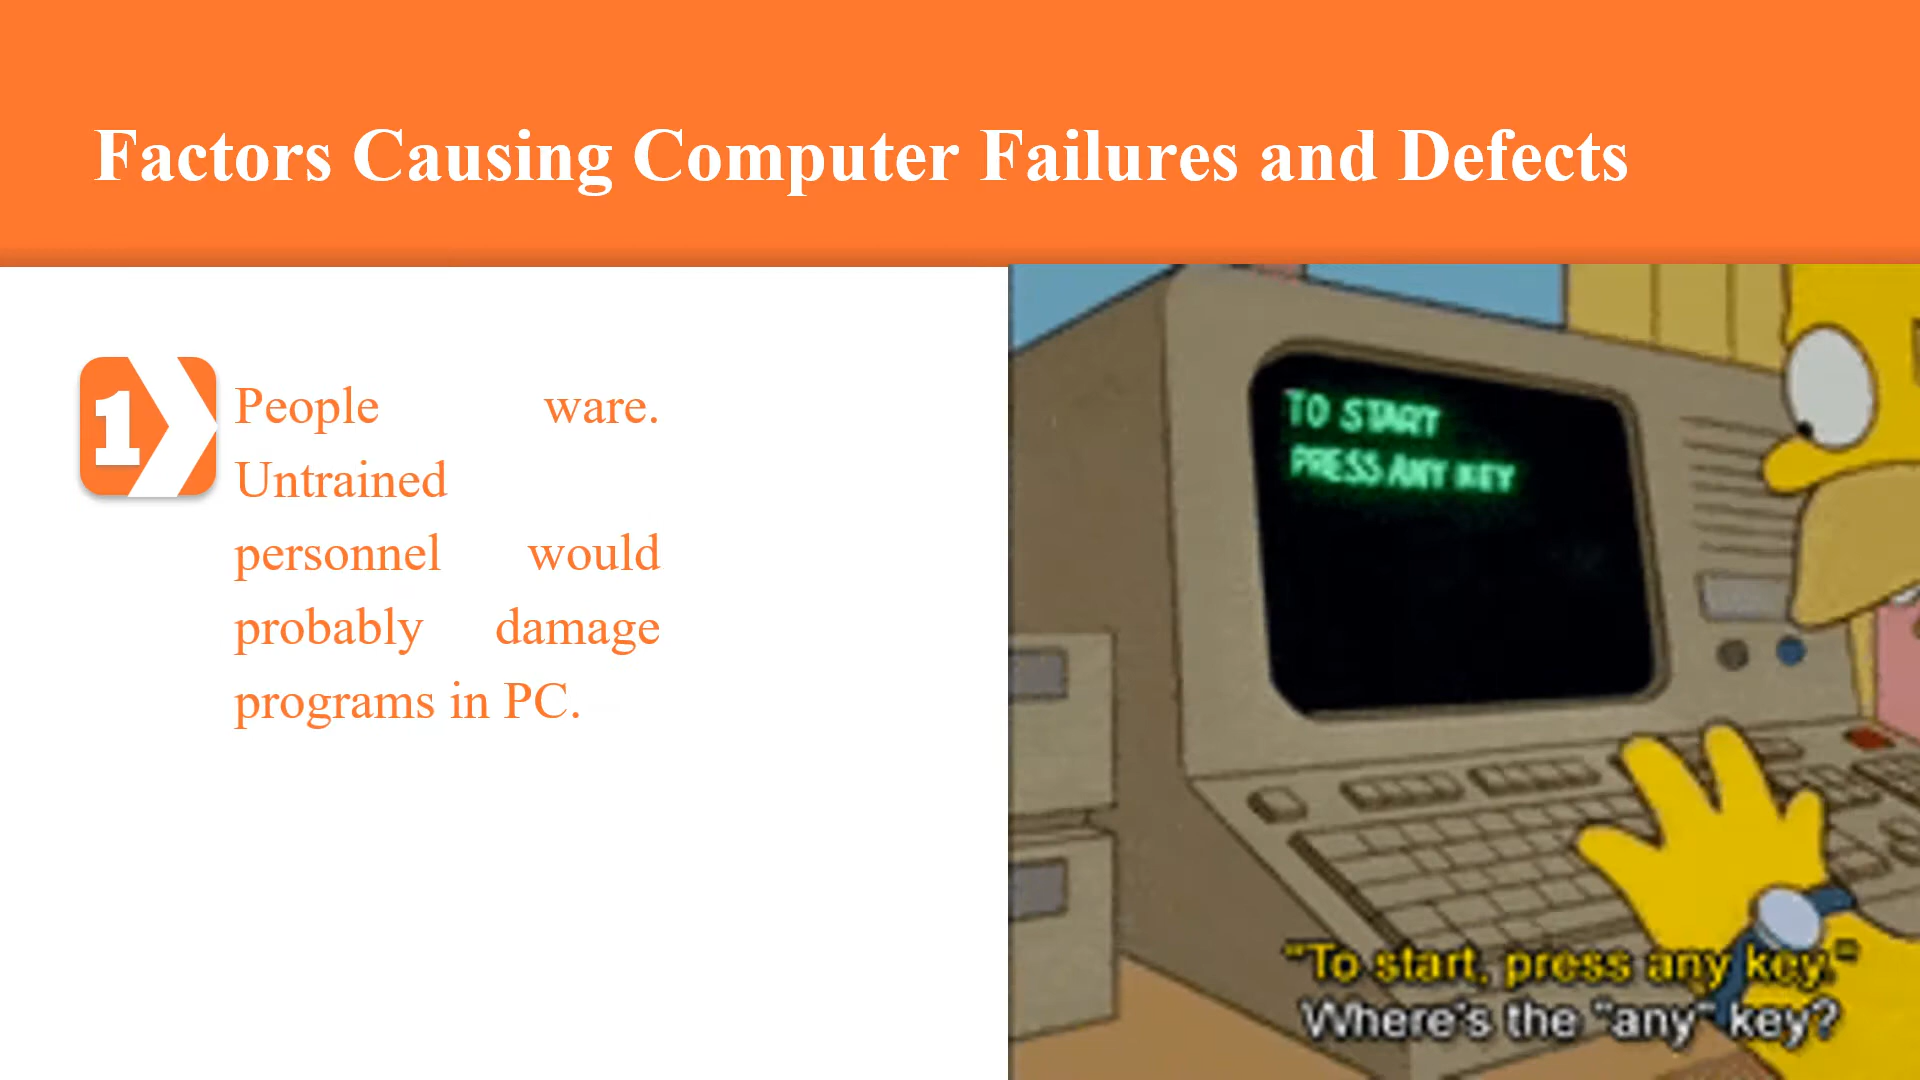 Factors Causing Computer Failures and Defects
1
People ware.
Untrained
personnel would
probably damage
programs in PC.
TO START
PRESS ANY KEY
"To start, press any key."
Where's the "any" key?